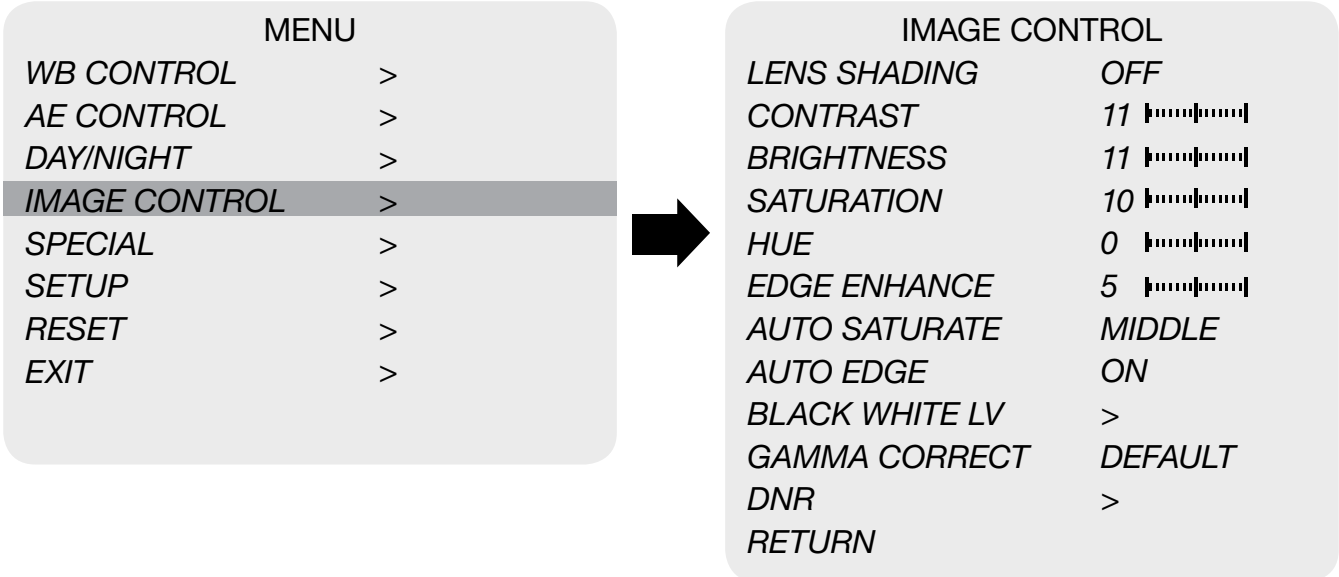 MENU
WB CONTROL >
AE CONTROL >
DAY/NIGHT >
IMAGE CONTROL >
SPECIAL >
SETUP >
RESET >
EXIT >
IMAGE CONTROL
LENS SHADING OFF
CONTRAST 11
BRIGHTNESS 11
SATURATION 10
HUE 0
EDGE ENHANCE 5
AUTO SATURATE MIDDLE
AUTO EDGE ON
BLACK WHITE LV >
GAMMA CORRECT DEFAULT
DNR >
RETURN